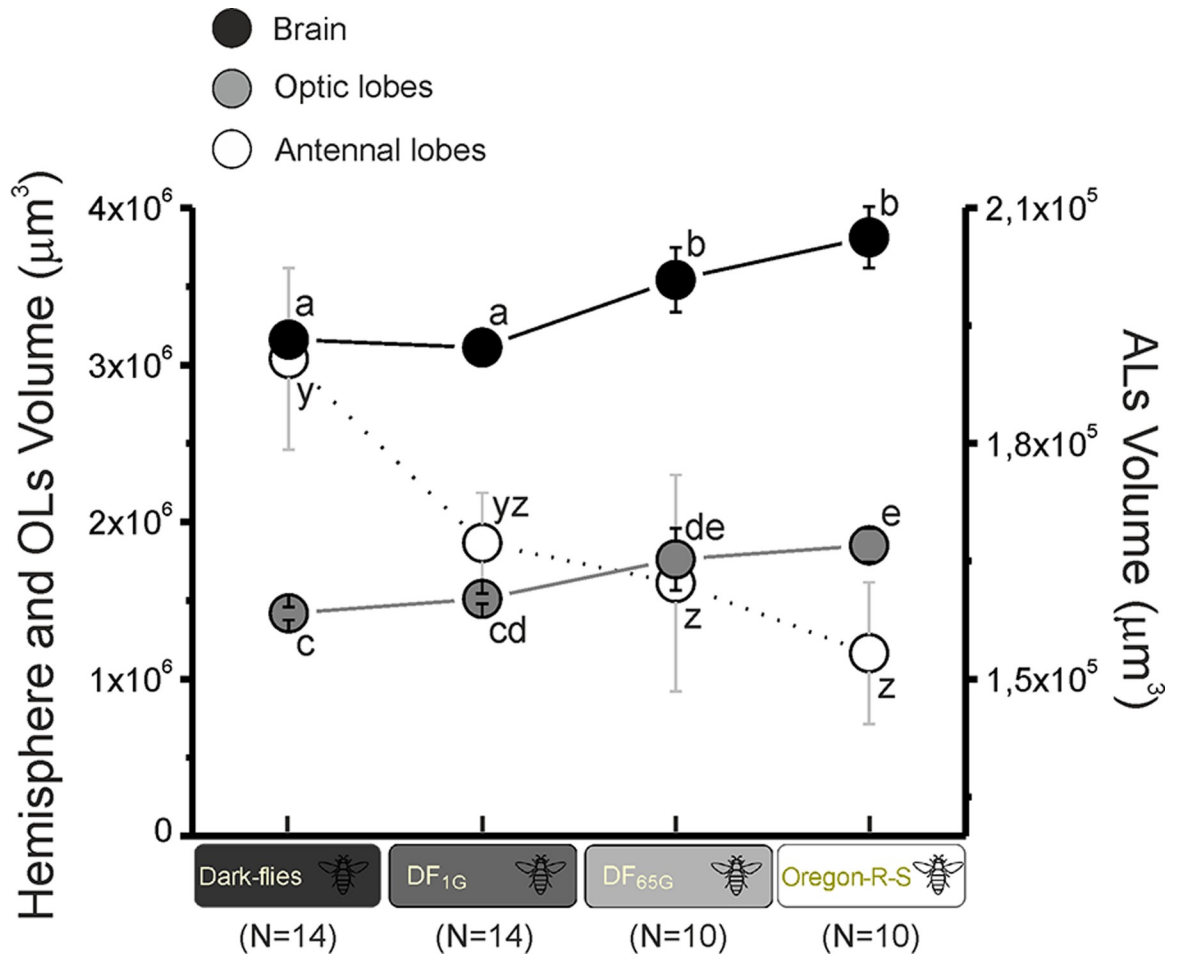 Brain
Optic lobes
Antennal lobes
Hemisphere and OLs Volume (μm³)
4x10⁶
3x10⁶
2x10⁶
1x10⁶
0
a
a
b
b
y
yz
z
z
c
cd
de
e
2,1x10⁵
1,8x10⁵
1,5x10⁵
ALs Volume (μm³)
Dark-flies
DF₁G
DF₆₅G
Oregon-R-S
(N=14)
(N=14)
(N=10)
(N=10)